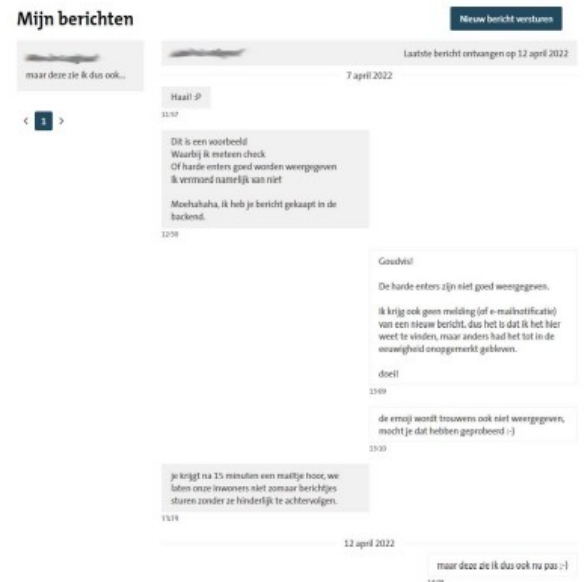 Mijn berichten
Nieuw bericht versturen
maar deze zie ik dus ook...
< 1 >
Laatste bericht ontvangen op 12 april 2022
7 april 2022
Haai! :P
11:57
Dit is een voorbeeld
Waarbij ik meteen check
Of harde enters goed worden weergegeven
Ik vermoed namelijk van niet
Moehahaha, ik heb je bericht gekaapt in de
backend.
12:58
Goudvis!
De harde enters zijn niet goed weergegeven.
Ik krijg ook geen melding (of e-mailnotificatie)
van een nieuw bericht, dus het is dat ik het hier
weet te vinden, maar anders had het tot in de
eeuwigheid onopgemerkt gebleven.
doei!
15:09
de emoji wordt trouwens ook niet weergegeven,
mocht je dat hebben geprobeerd :-)
15:10
je krijgt na 15 minuten een mailtje hoor, we
laten onze inwoners niet zomaar berichtjes
sturen zonder ze hinderlijk te achtervolgen.
15:19
12 april 2022
maar deze zie ik dus ook nu pas ;-)